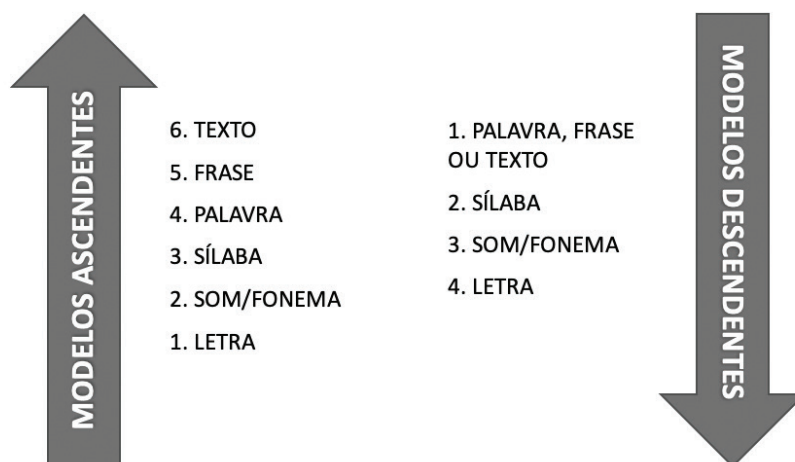 MODELOS ASCENDENTES
6. TEXTO
5. FRASE
4. PALAVRA
3. SÍLABA
2. SOM/FONEMA
1. LETRA
1. PALAVRA, FRASE
OU TEXTO
2. SÍLABA
3. SOM/FONEMA
4. LETRA
MODELOS DESCENDENTES